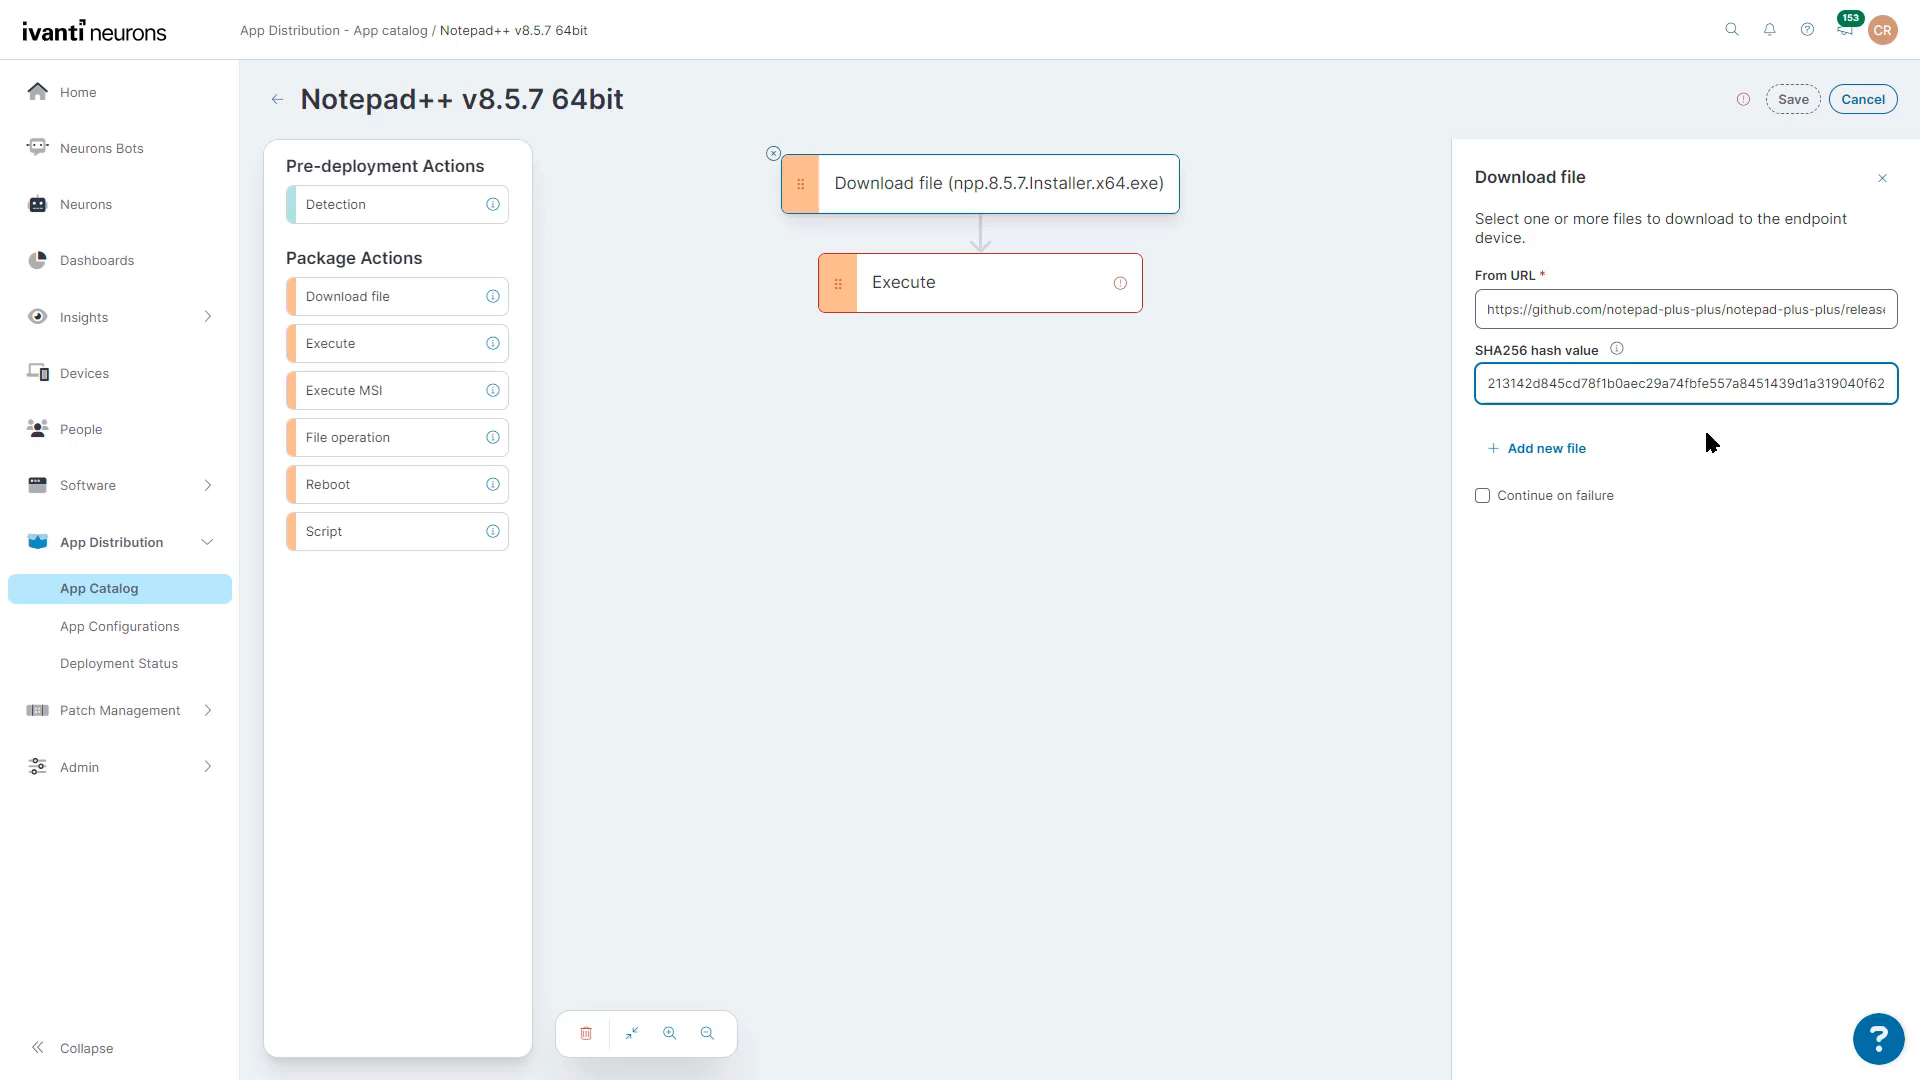 ivanti neurons
App Distribution - App catalog / Notepad++ v8.5.7 64bit
153
CR
Home
Neurons Bots
Neurons
Dashboards
Insights
Devices
People
Software
App Distribution
App Catalog
App Configurations
Deployment Status
Patch Management
Admin
Collapse
← Notepad++ v8.5.7 64bit
Save
Cancel
Pre-deployment Actions
Detection
Package Actions
Download file
Execute
Execute MSI
File operation
Reboot
Script
Download file (npp.8.5.7.Installer.x64.exe)
Execute
Download file
Select one or more files to download to the endpoint
device.
From URL *
https://github.com/notepad-plus-plus/notepad-plus-plus/release
SHA256 hash value
213142d845cd78f1b0aec29a74fbfe557a8451439d1a319040f62
+ Add new file
Continue on failure
?